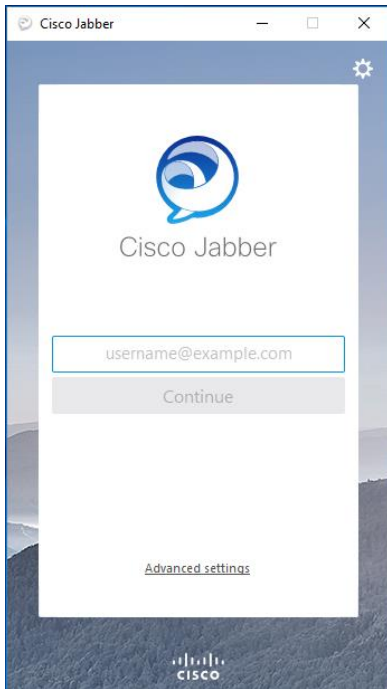 Cisco Jabber
Cisco Jabber
username@example.com
Continue
Advanced settings
CISCO